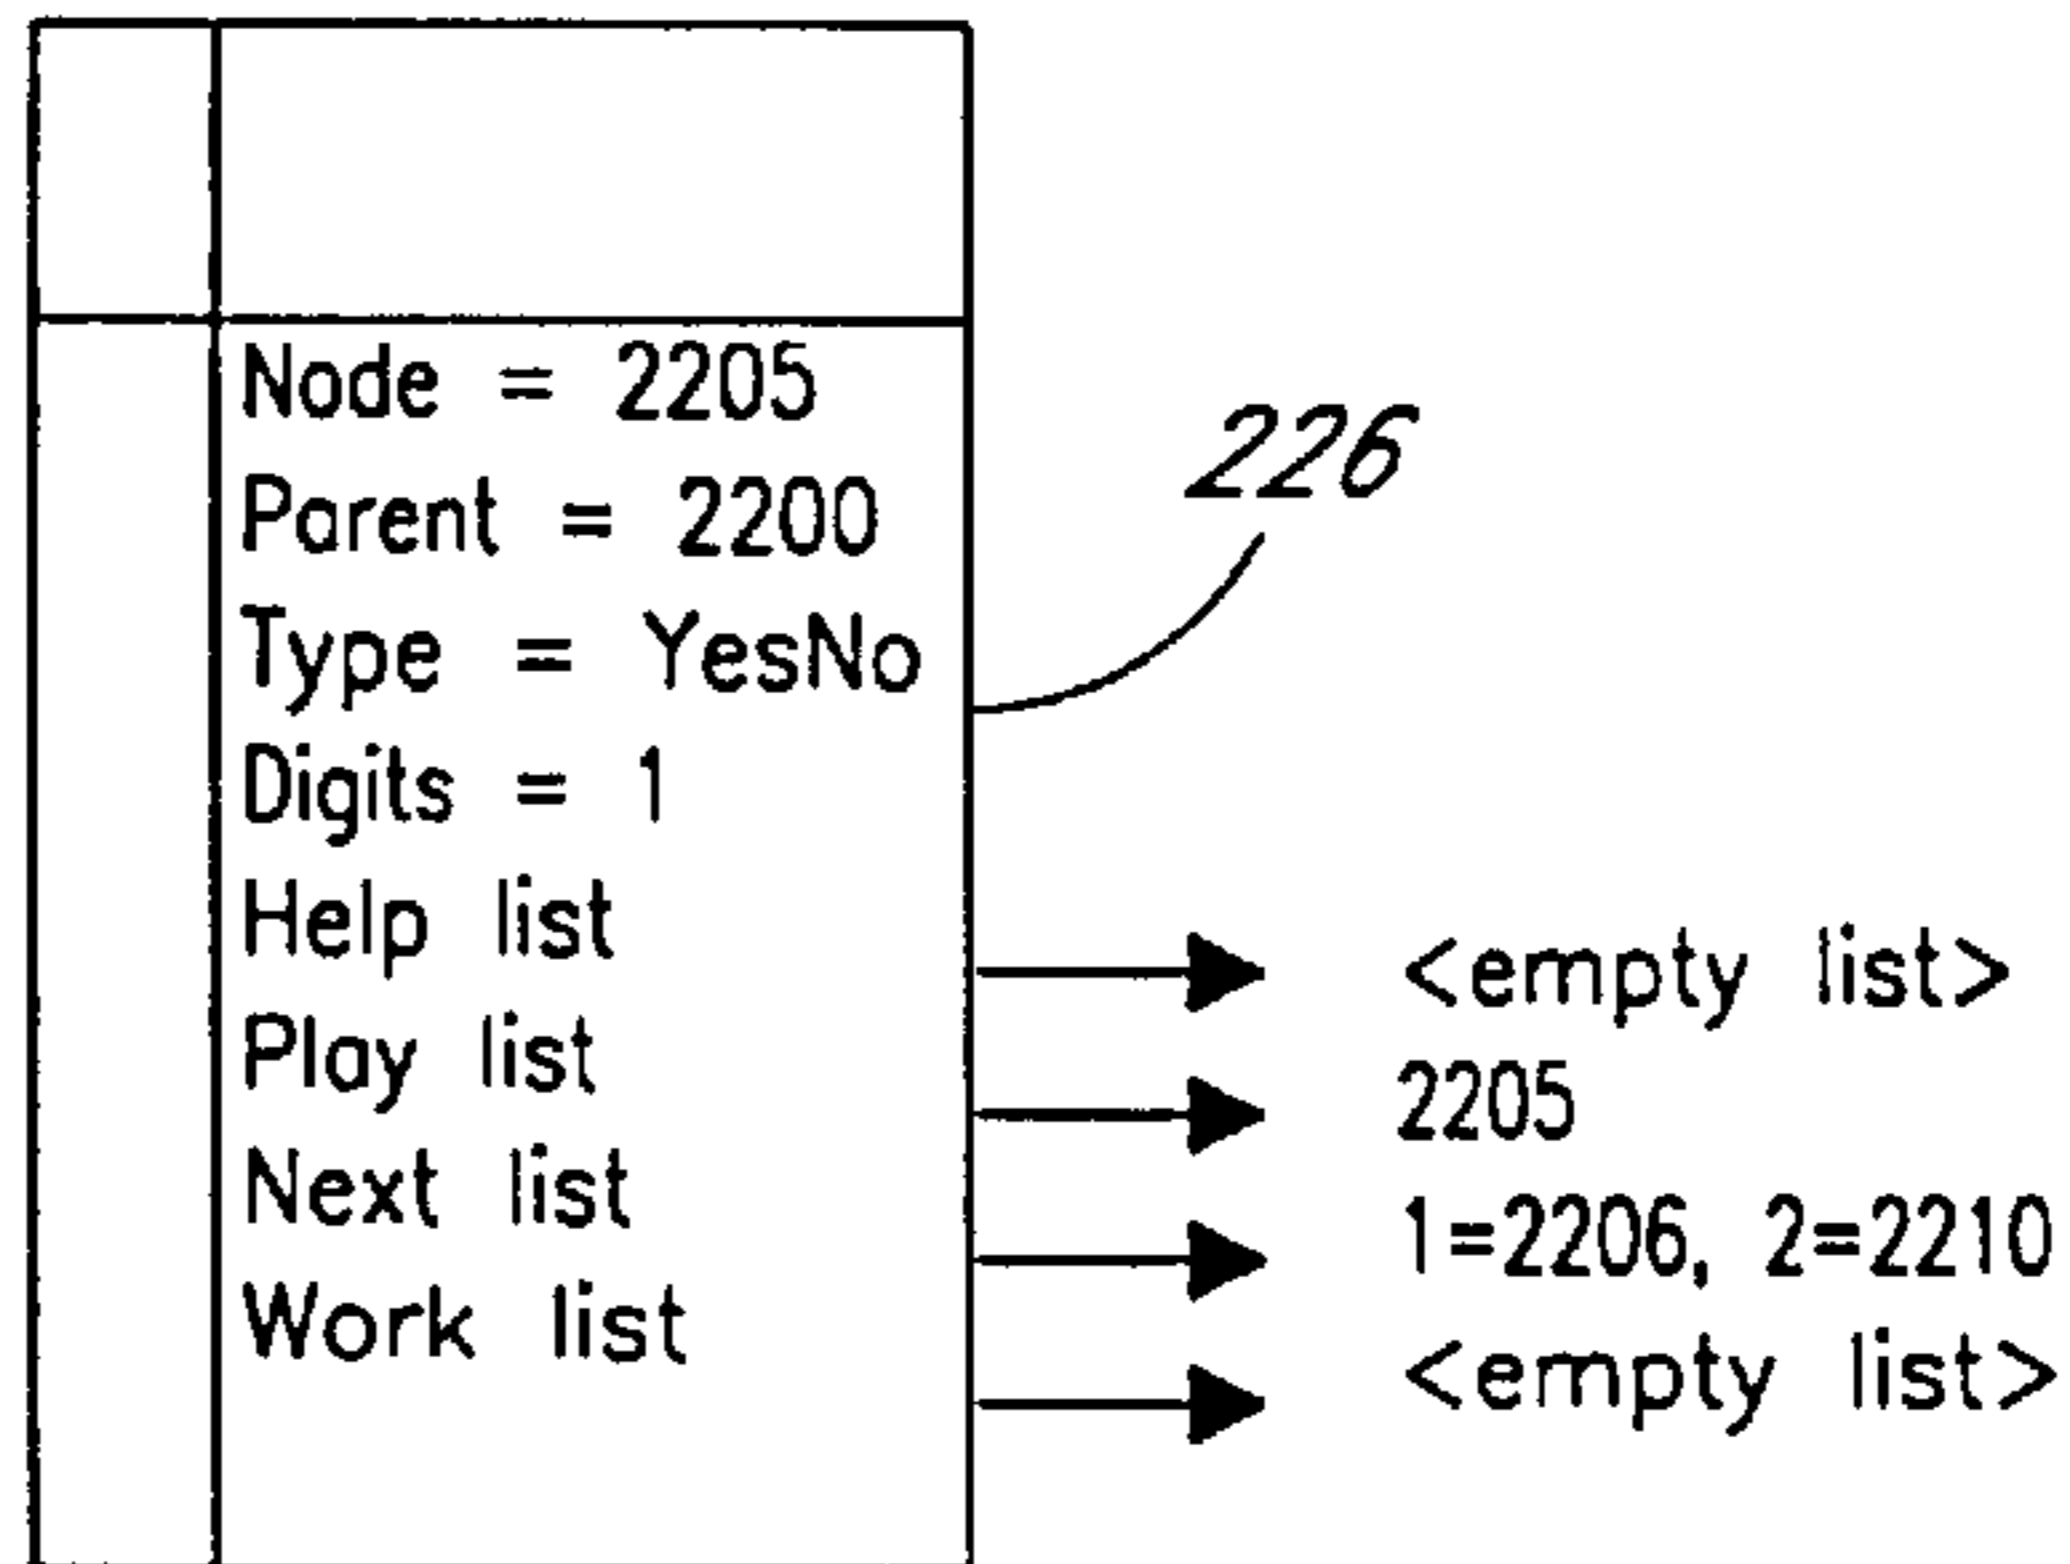 Node = 2205
226
Parent = 2200
Type = YesNo
Digits = 1
Help list
<empty list>
Play list
2205
Next list
1=2206, 2=2210
Work list
<empty list>